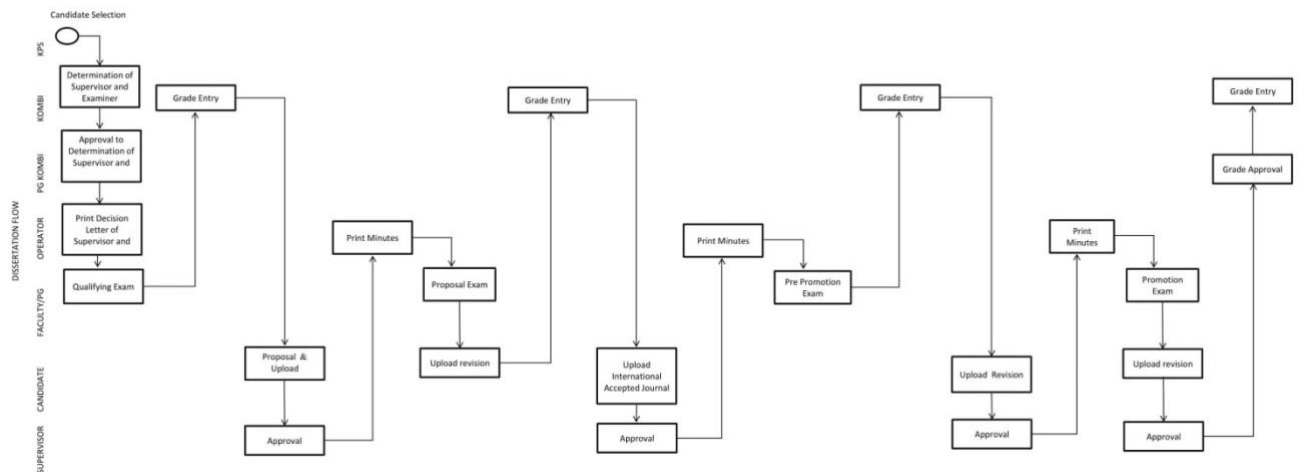 Candidate Selection
DISSERTATION FLOW
KPS
KOMBI
PG KOMBI
OPERATOR
FACULTY/PG
CANDIDATE
SUPERVISOR
Determination of
Supervisor and
Examiner
Approval to
Determination of
Supervisor and
Print Decision
Letter of
Supervisor and
Qualifying Exam
Grade Entry
Proposal &
Upload
Approval
Print Minutes
Proposal Exam
Upload revision
Grade Entry
Upload
International
Accepted Journal
Approval
Print Minutes
Pre Promotion
Exam
Grade Entry
Upload Revision
Approval
Print
Minutes
Promotion
Exam
Upload revision
Approval
Grade Approval
Grade Entry